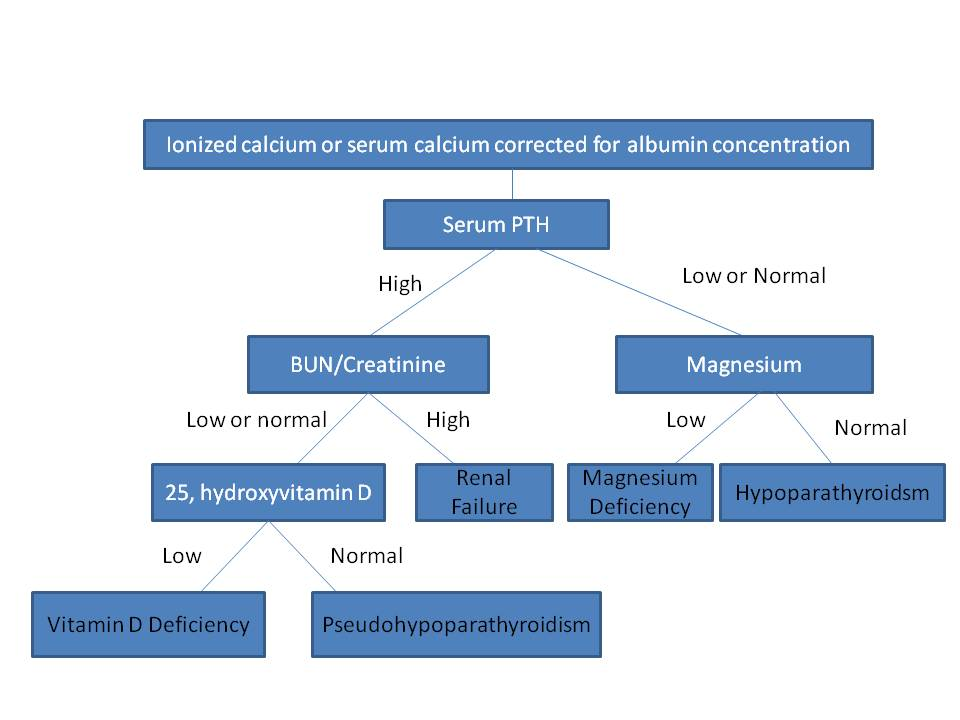 Ionized calcium or serum calcium corrected for albumin concentration
Serum PTH
High
Low or Normal
BUN/Creatinine
Magnesium
Low or normal
High
Low
Normal
25, hydroxyvitamin D
Renal
Failure
Magnesium
Deficiency
Hypoparathyroidsm
Low
Normal
Vitamin D Deficiency
Pseudohypoparathyroidism